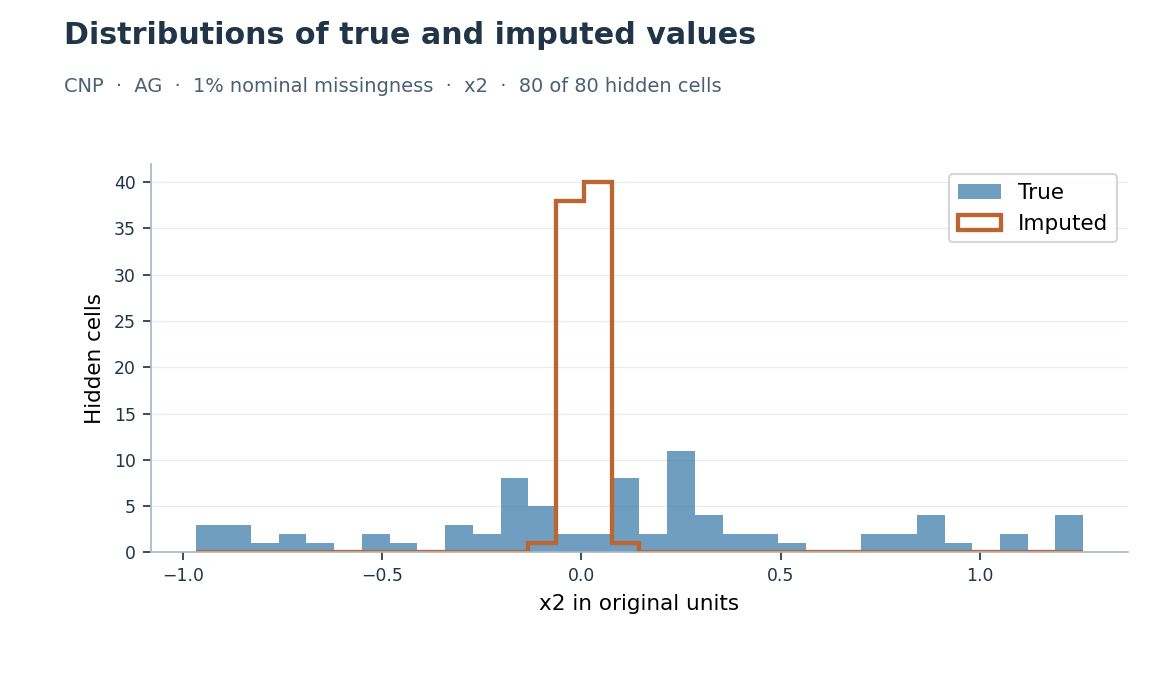 Distributions of true and imputed values
CNP · AG · 1% nominal missingness · x2 · 80 of 80 hidden cells
True
Imputed
40
35
30
25
20
15
10
5
0
Hidden cells
−1.0
−0.5
0.0
0.5
1.0
x2 in original units